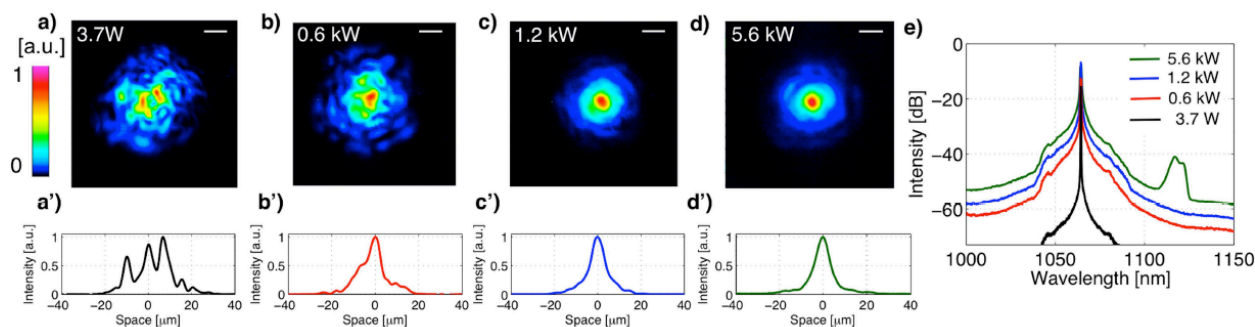 a)
3.7W
b)
0.6 kW
c)
1.2 kW
d)
5.6 kW
e)
[a.u.]
1
0
0
−20
−40
−60
Intensity [dB]
5.6 kW
1.2 kW
0.6 kW
3.7 W
1000 1050 1100 1150
Wavelength [nm]
a')
1
0.5
0
Intensity [a.u.]
−40 −20 0 20 40
Space [μm]
b')
1
0.5
0
Intensity [a.u.]
−40 −20 0 20 40
Space [μm]
c')
1
0.5
0
Intensity [a.u.]
−40 −20 0 20 40
Space [μm]
d')
1
0.5
0
Intensity [a.u.]
−40 −20 0 20 40
Space [μm]